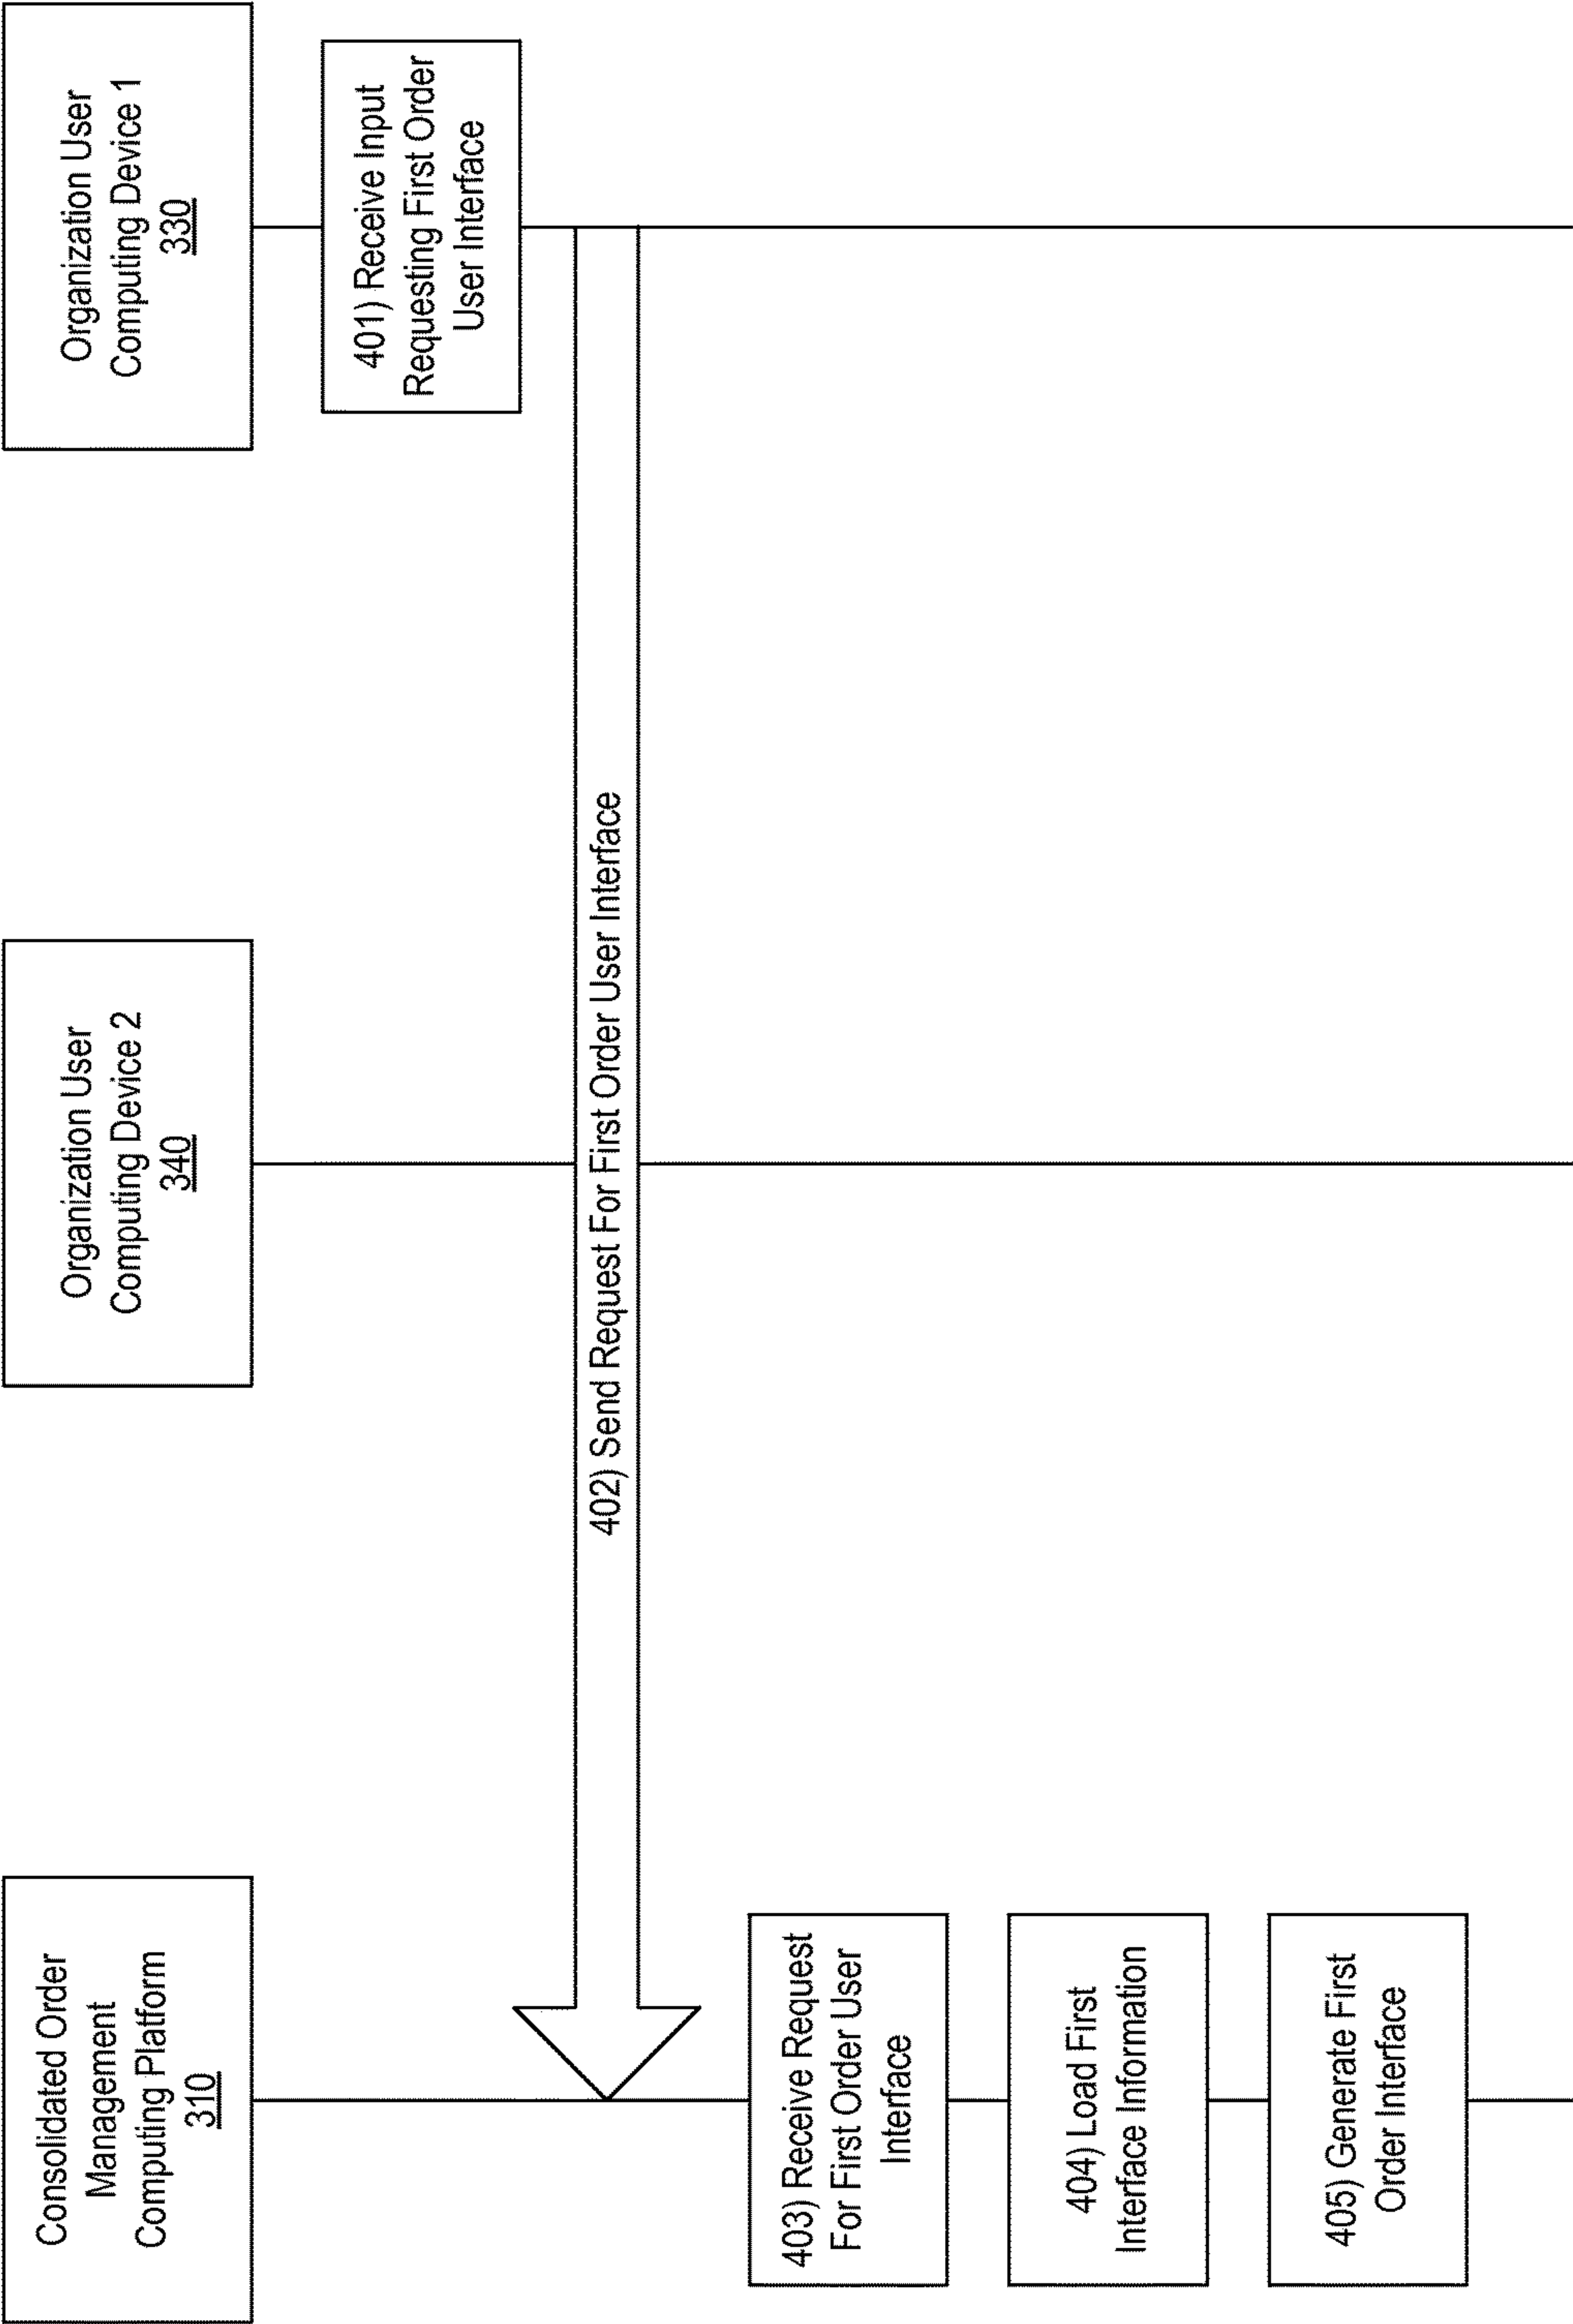 Consolidated Order
Management
Computing Platform
310
Organization User
Computing Device 2
340
Organization User
Computing Device 1
330
401) Receive Input
Requesting First Order
User Interface
402) Send Request For First Order User Interface
403) Receive Request
For First Order User
Interface
404) Load First
Interface Information
405) Generate First
Order Interface